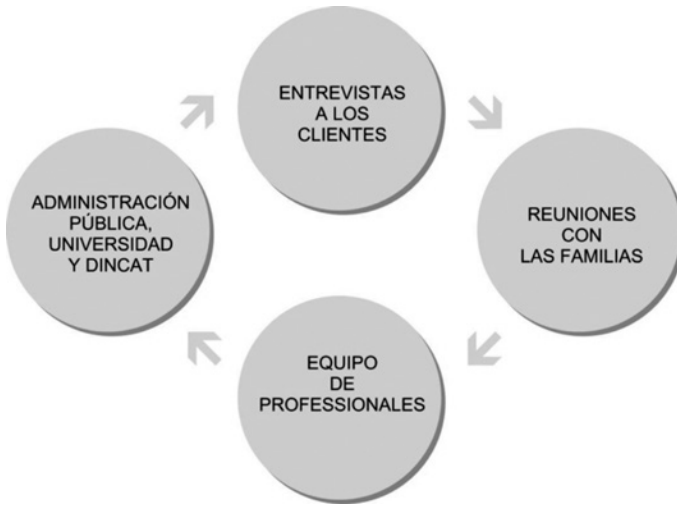 ENTREVISTAS
A LOS
CLIENTES
REUNIONES
CON
LAS FAMILIAS
EQUIPO
DE
PROFESSIONALES
ADMINISTRACIÓN
PÚBLICA,
UNIVERSIDAD
Y DINCAT